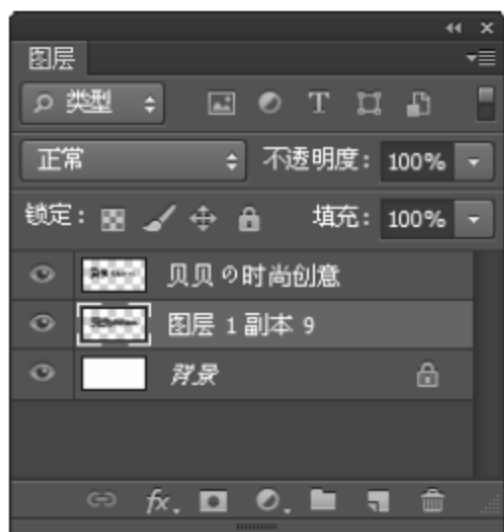 图层
类型
正常 不透明度： 100%
锁定： 填充： 100%
贝贝の时尚创意
图层 1 副本 9
背景
fx